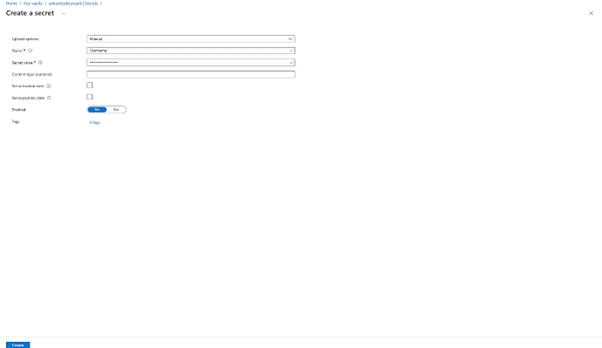 Home > Key vaults >
Create a secret ...
Upload options Manual
Name * Username
Secret value * ••••••••••••••••
Content type (optional)
Set activation date
Set expiration date
Enabled Yes No
Tags 0 tags
Create